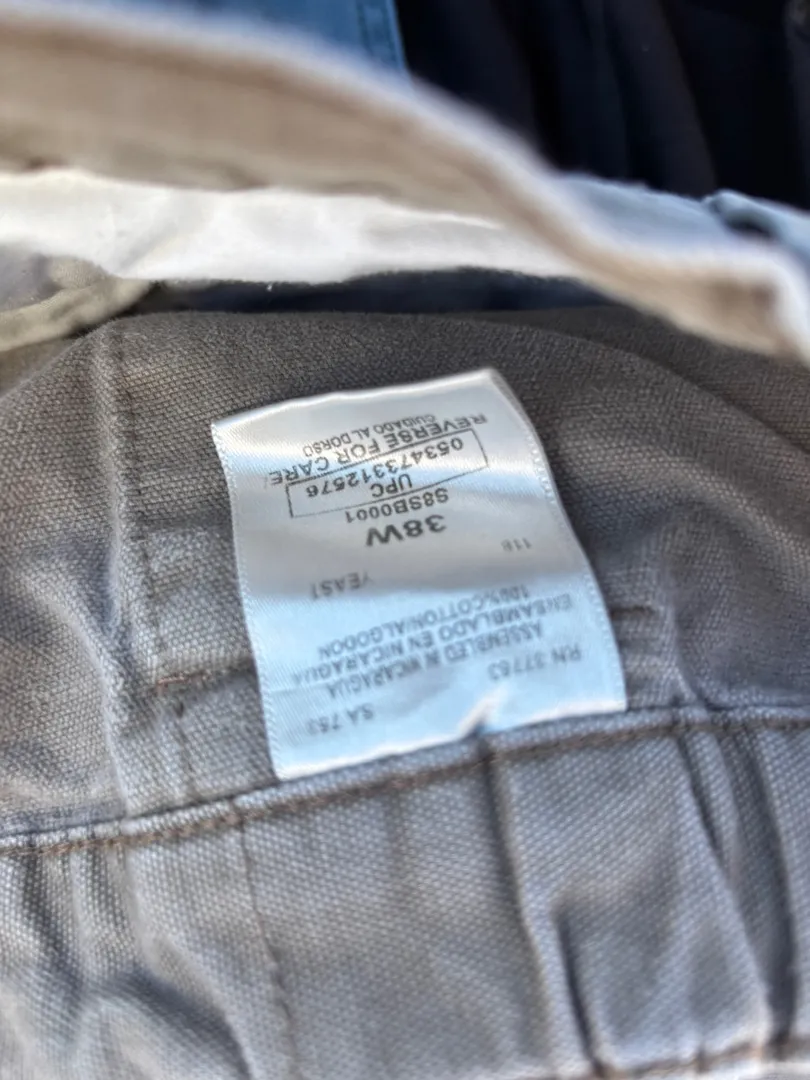 RN 37763 SA 753
ASSEMBLED IN NICARAGUA
ENSAMBLADO EN NICARAGUA
100% COTTON/ALGODON
YEAS1
38W
S8SB0001
UPC
053473312576
REVERSE FOR CARE
CUIDADO AL DORSO